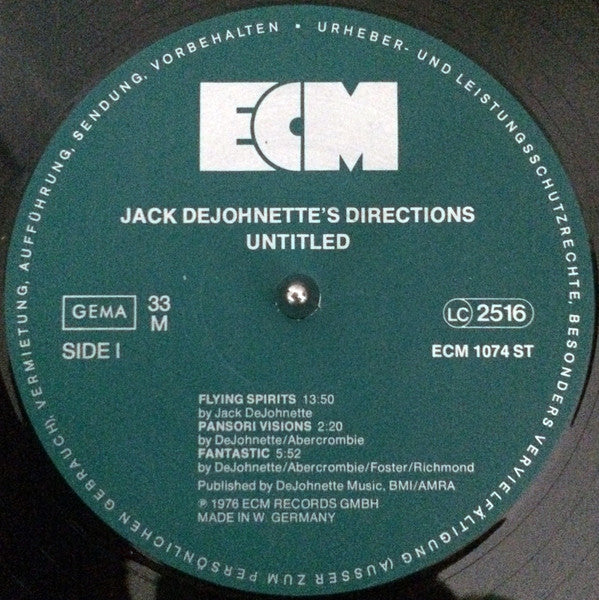 URHEBER- UND LEISTUNGSSCHUTZRECHTE, BESONDERS VERVIELFÄLTIGUNG (AUSSER ZUM PERSÖNLICHEN GEBRAUCH), VERMIETUNG, AUFFÜHRUNG, SENDUNG, VORBEHALTEN •
ECM
JACK DEJOHNETTE'S DIRECTIONS
UNTITLED
GEMA
33
M
LC 2516
SIDE I
ECM 1074 ST
FLYING SPIRITS 13:50
by Jack DeJohnette
PANSORI VISIONS 2:20
by DeJohnette/Abercrombie
FANTASTIC 5:52
by DeJohnette/Abercrombie/Foster/Richmond
Published by DeJohnette Music, BMI/AMRA
℗ 1976 ECM RECORDS GMBH
MADE IN W. GERMANY